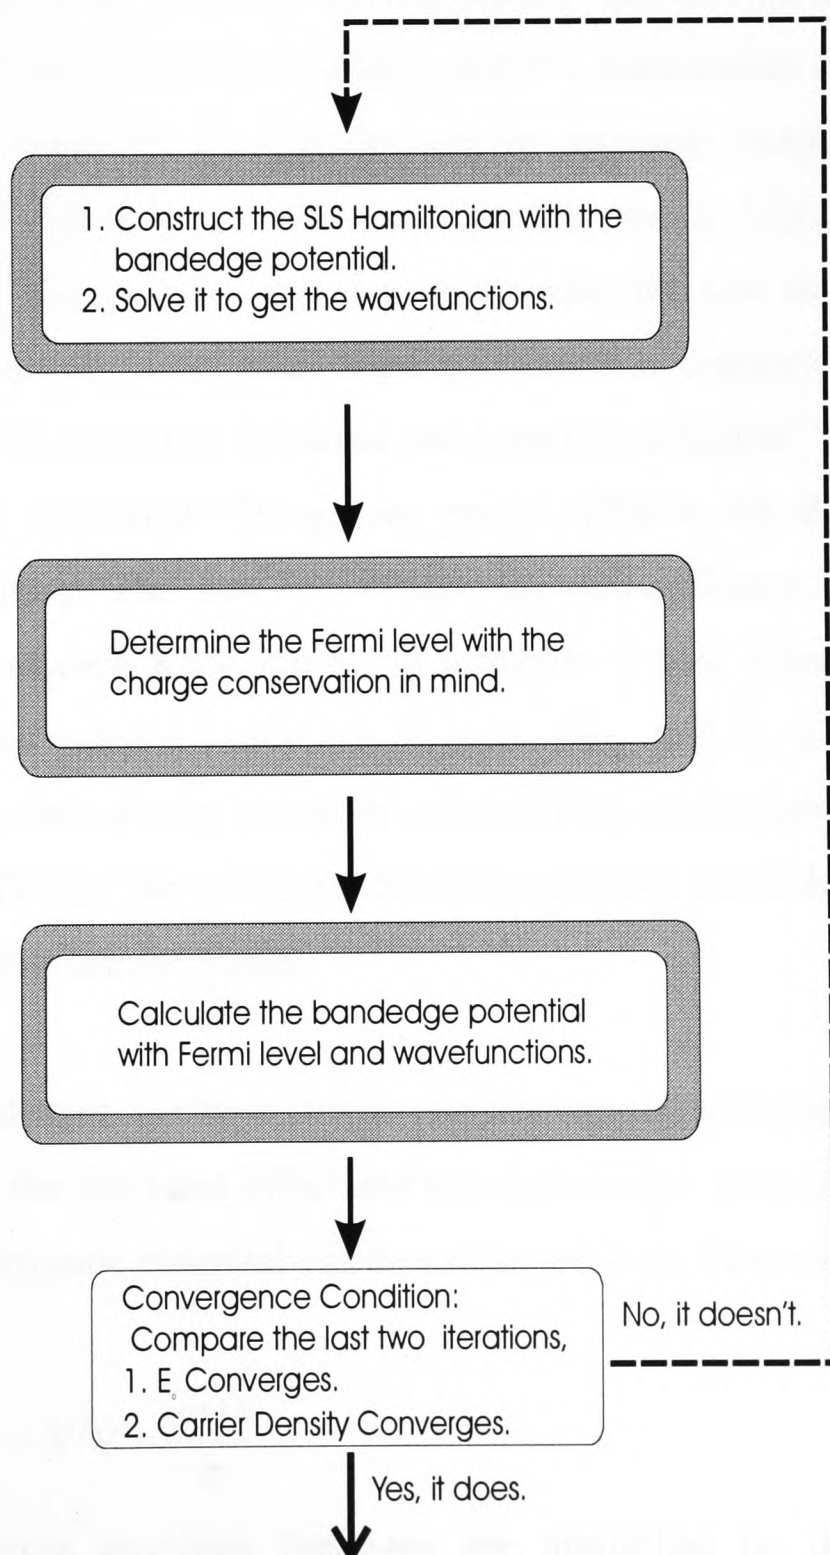 1. Construct the SLS Hamiltonian with the
bandedge potential.
2. Solve it to get the wavefunctions.
Determine the Fermi level with the
charge conservation in mind.
Calculate the bandedge potential
with Fermi level and wavefunctions.
Convergence Condition:
Compare the last two iterations,
1. E₀ Converges.
2. Carrier Density Converges.
No, it doesn't.
Yes, it does.